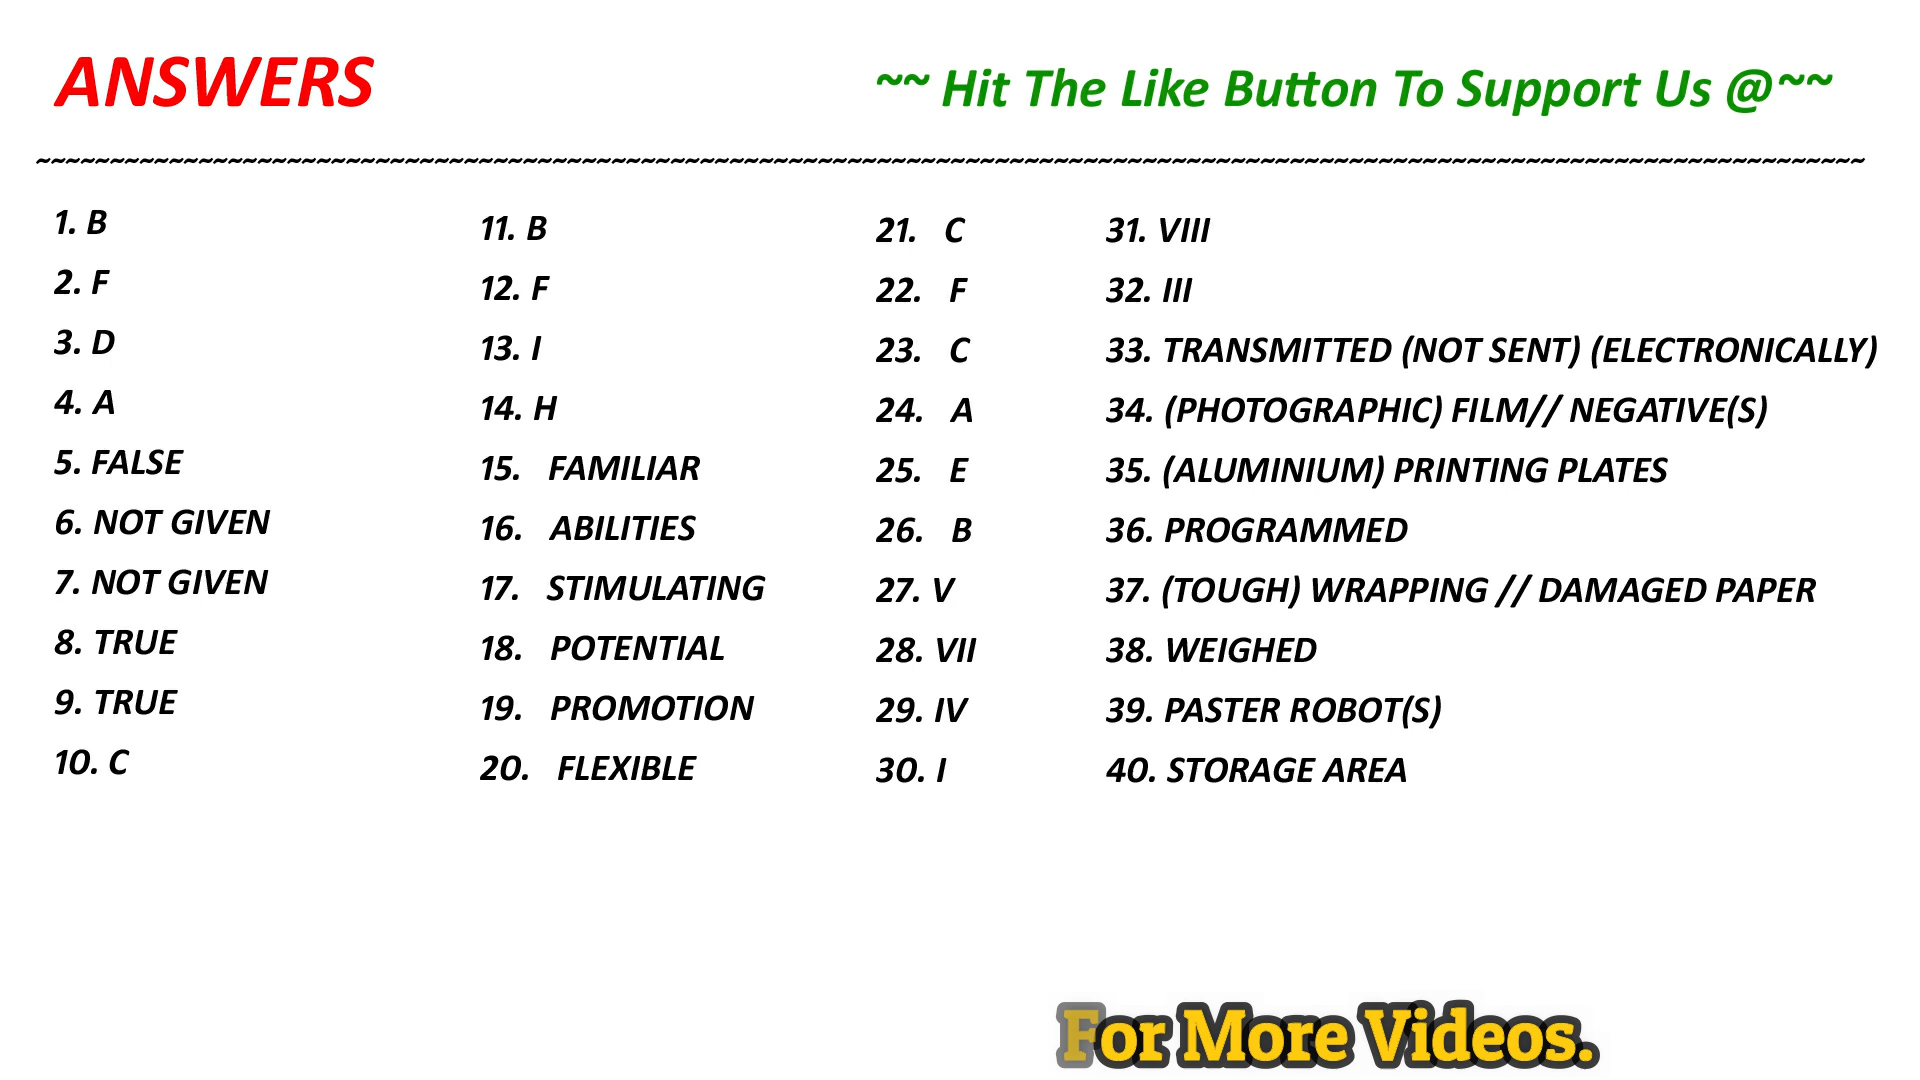 ANSWERS
~~ Hit The Like Button To Support Us @~~
~~~~~~~~~~~~~~~~~~~~~~~~~~~~~~~~~~~~~~~~~~~~~~~~~~~~~~~~~~~~~~~~~~~~~~~~~~~~~~~~~~~~~~~~~~~~~~~~~~~~~~~~~~~~~~~~~~~~~~~~~~~~
1. B
2. F
3. D
4. A
5. FALSE
6. NOT GIVEN
7. NOT GIVEN
8. TRUE
9. TRUE
10. C
11. B
12. F
13. I
14. H
15. FAMILIAR
16. ABILITIES
17. STIMULATING
18. POTENTIAL
19. PROMOTION
20. FLEXIBLE
21. C
22. F
23. C
24. A
25. E
26. B
27. V
28. VII
29. IV
30. I
31. VIII
32. III
33. TRANSMITTED (NOT SENT) (ELECTRONICALLY)
34. (PHOTOGRAPHIC) FILM// NEGATIVE(S)
35. (ALUMINIUM) PRINTING PLATES
36. PROGRAMMED
37. (TOUGH) WRAPPING // DAMAGED PAPER
38. WEIGHED
39. PASTER ROBOT(S)
40. STORAGE AREA
For More Videos.